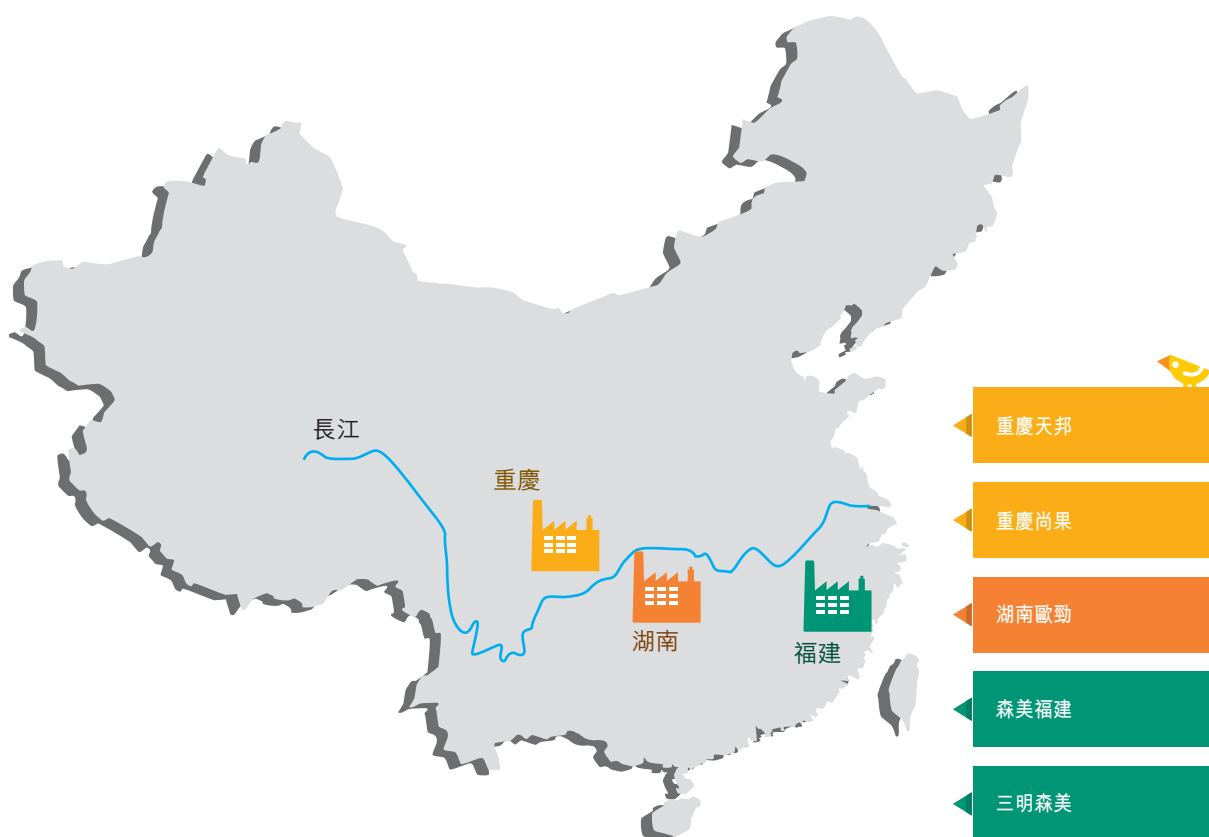 長江
重慶
湖南
福建
重慶天邦
重慶尚果
湖南歐勁
森美福建
三明森美